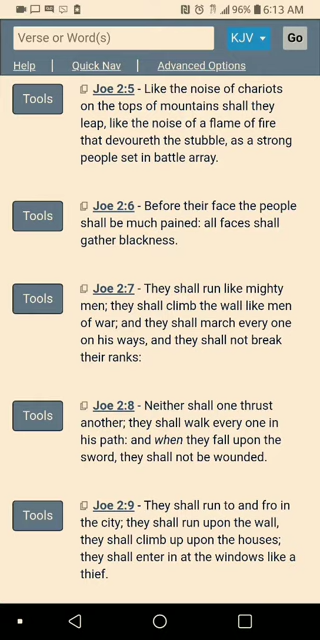 96% 6:13 AM
Verse or Word(s) KJV Go
Help | Quick Nav | Advanced Options
Tools
Joe 2:5 - Like the noise of chariots
on the tops of mountains shall they
leap, like the noise of a flame of fire
that devoureth the stubble, as a strong
people set in battle array.
Tools
Joe 2:6 - Before their face the people
shall be much pained: all faces shall
gather blackness.
Tools
Joe 2:7 - They shall run like mighty
men; they shall climb the wall like men
of war; and they shall march every one
on his ways, and they shall not break
their ranks:
Tools
Joe 2:8 - Neither shall one thrust
another; they shall walk every one in
his path: and when they fall upon the
sword, they shall not be wounded.
Tools
Joe 2:9 - They shall run to and fro in
the city; they shall run upon the wall,
they shall climb up upon the houses;
they shall enter in at the windows like a
thief.